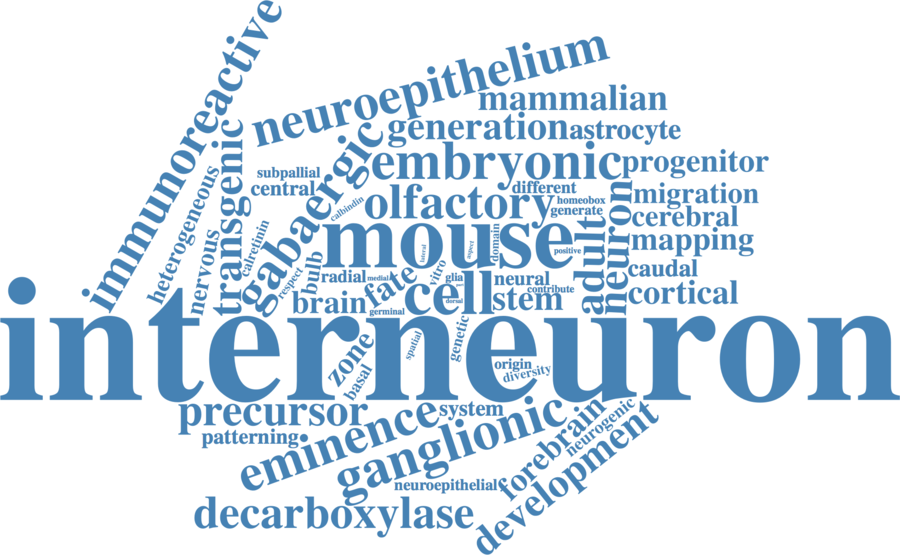 immunoreactive
neuroepithelium
mammalian
generation
astrocyte
heterogeneous
transgenic
gabaergic
embryonic
progenitor
subpallial
central
calbindin
olfactory
different
homeobox
generate
migration
cerebral
nervous
calretinin
mouse
lateral
aspect
domain
positive
adult
neuron
mapping
respect
bulb
radial
medial
fate
vitro
glia
neural
contribute
caudal
brain
germinal
cell
dorsal
stem
cortical
interneuron
zone
basal
spatial
genetic
origin
diversity
precursor
patterning
eminence
system
ganglionic
forebrain
neurogenic
neuroepithelial
development
decarboxylase